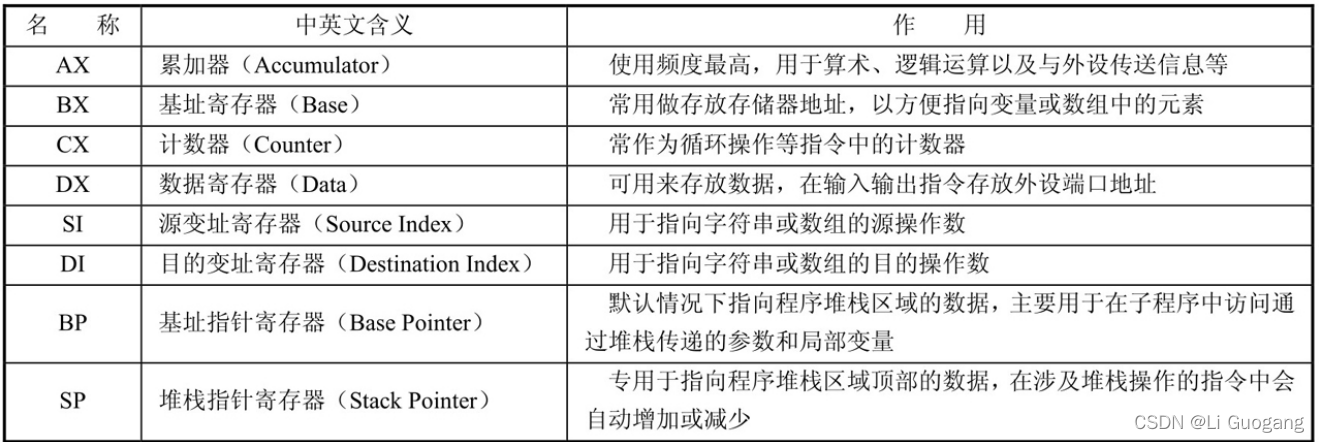 名　　称 中英文含义 作　　用
AX 累加器（Accumulator） 使用频度最高，用于算术、逻辑运算以及与外设传送信息等
BX 基址寄存器（Base） 常用做存放存储器地址，以方便指向变量或数组中的元素
CX 计数器（Counter） 常作为循环操作等指令中的计数器
DX 数据寄存器（Data） 可用来存放数据，在输入输出指令存放外设端口地址
SI 源变址寄存器（Source Index） 用于指向字符串或数组的源操作数
DI 目的变址寄存器（Destination Index） 用于指向字符串或数组的目的操作数
BP 基址指针寄存器（Base Pointer） 默认情况下指向程序堆栈区域的数据，主要用于在子程序中访问通
过堆栈传递的参数和局部变量
SP 堆栈指针寄存器（Stack Pointer） 专用于指向程序堆栈区域顶部的数据，在涉及堆栈操作的指令中会
自动增加或减少
CSDN @Li Guogang